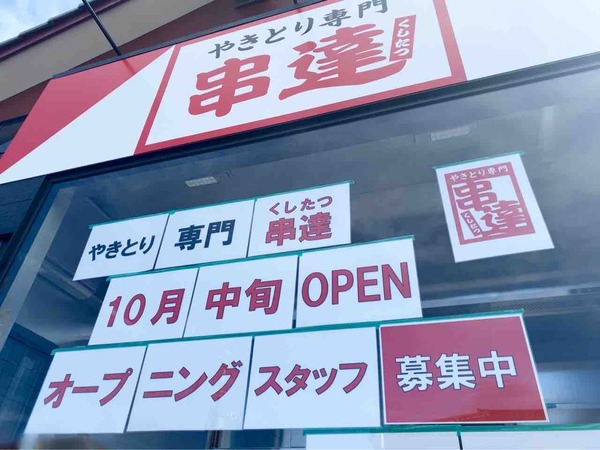 やきとり専門
串達
くしたつ
やきとり 専門 串達
くしたつ
やきとり専門
串達
くしたつ
10月 中旬 OPEN
オープニングスタッフ 募集中